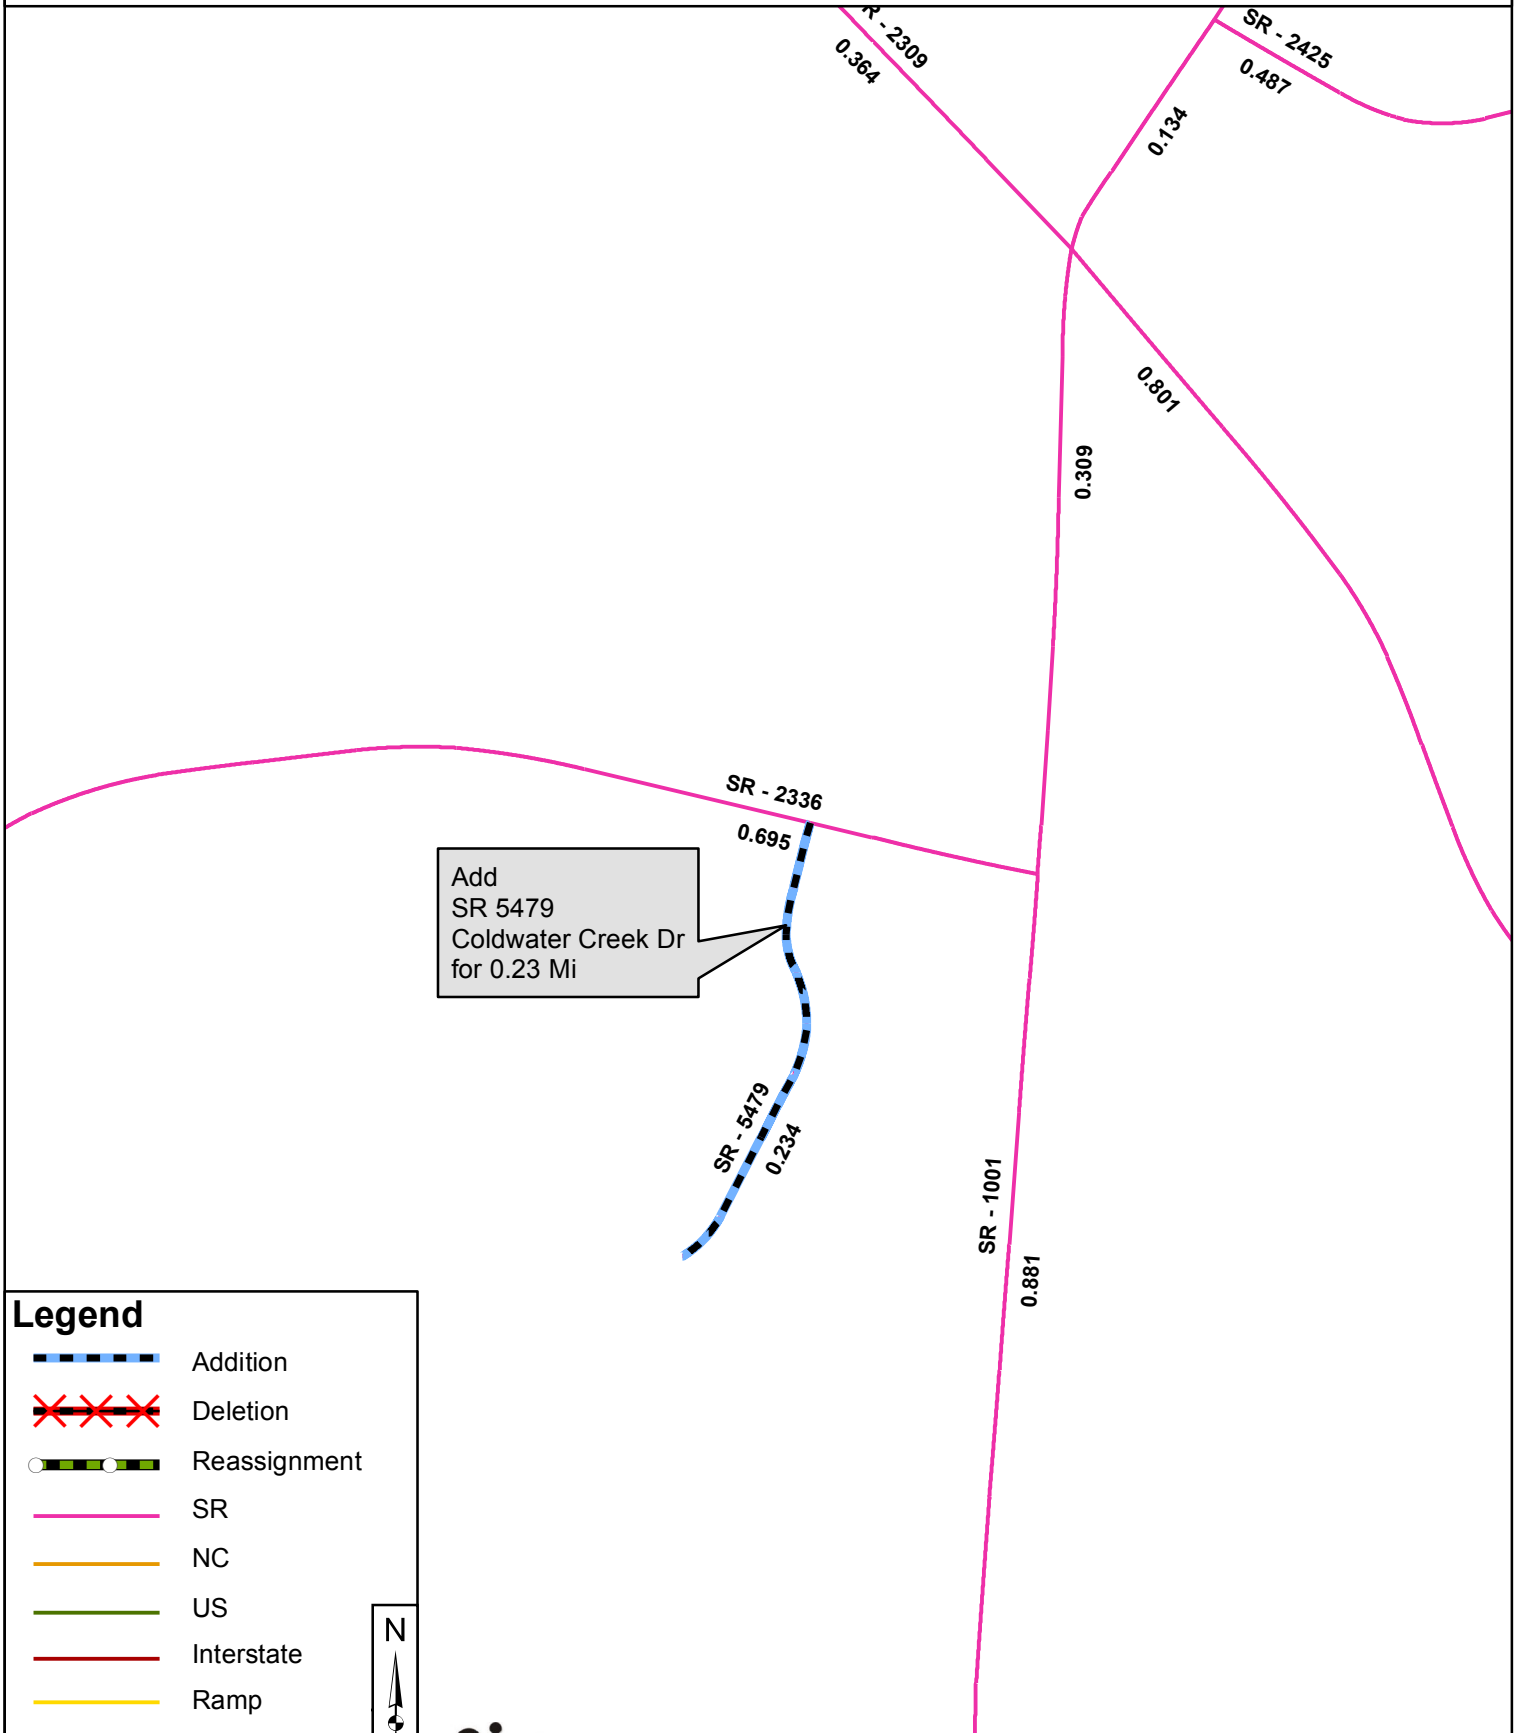 - 2309
0.364
SR - 2425
0.487
0.134
0.801
0.309
SR - 2336
0.695
Add
SR 5479
Coldwater Creek Dr
for 0.23 Mi
SR - 5479
0.234
SR - 1001
0.881
Legend
Addition
Deletion
Reassignment
SR
NC
US
Interstate
Ramp
N